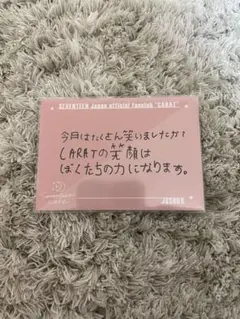 SEVENTEEN Japan official Fanclub "CARAT"
今月はたくさん笑いましたか？
CARATの笑顔は
ぼくたちの力になります。
JOSHUA